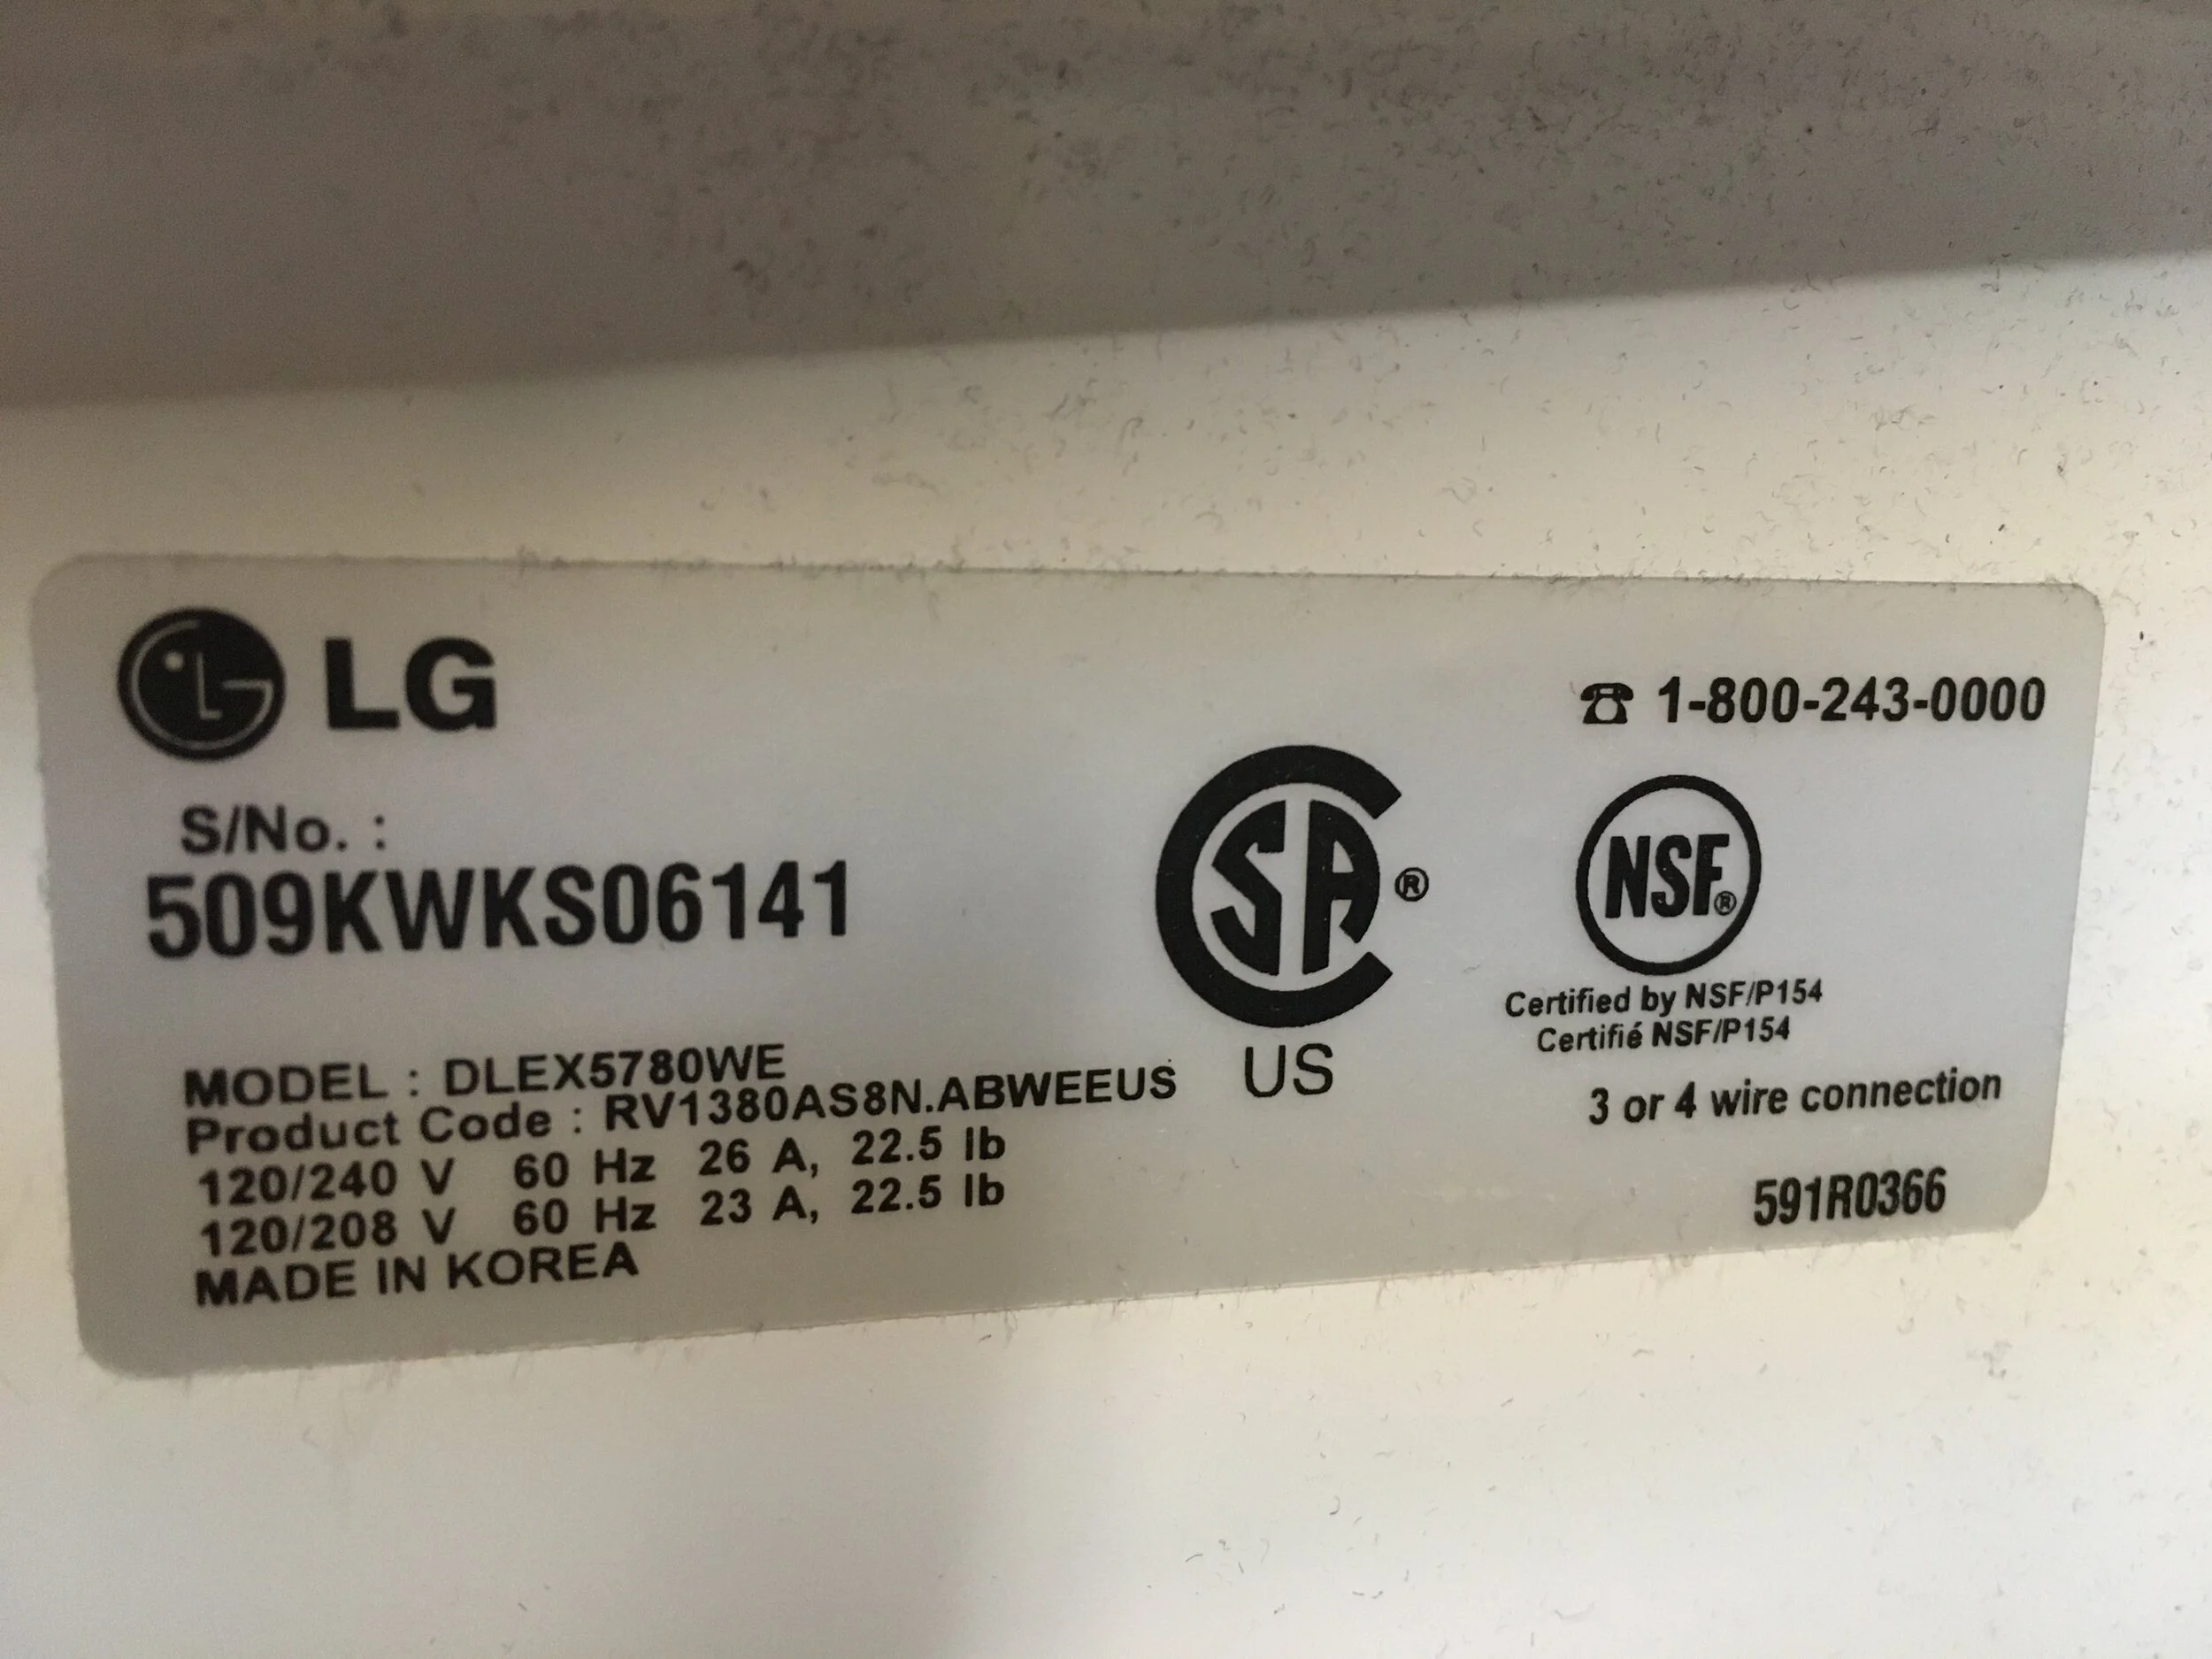 LG
S/No. :
509KWKS06141
MODEL : DLEX5780WE
Product Code : RV1380AS8N.ABWEEUS
120/240 V 60 Hz 26 A, 22.5 lb
120/208 V 60 Hz 23 A, 22.5 lb
MADE IN KOREA
CSA®
US
☎ 1-800-243-0000
NSF®
Certified by NSF/P154
Certifié NSF/P154
3 or 4 wire connection
591R0366